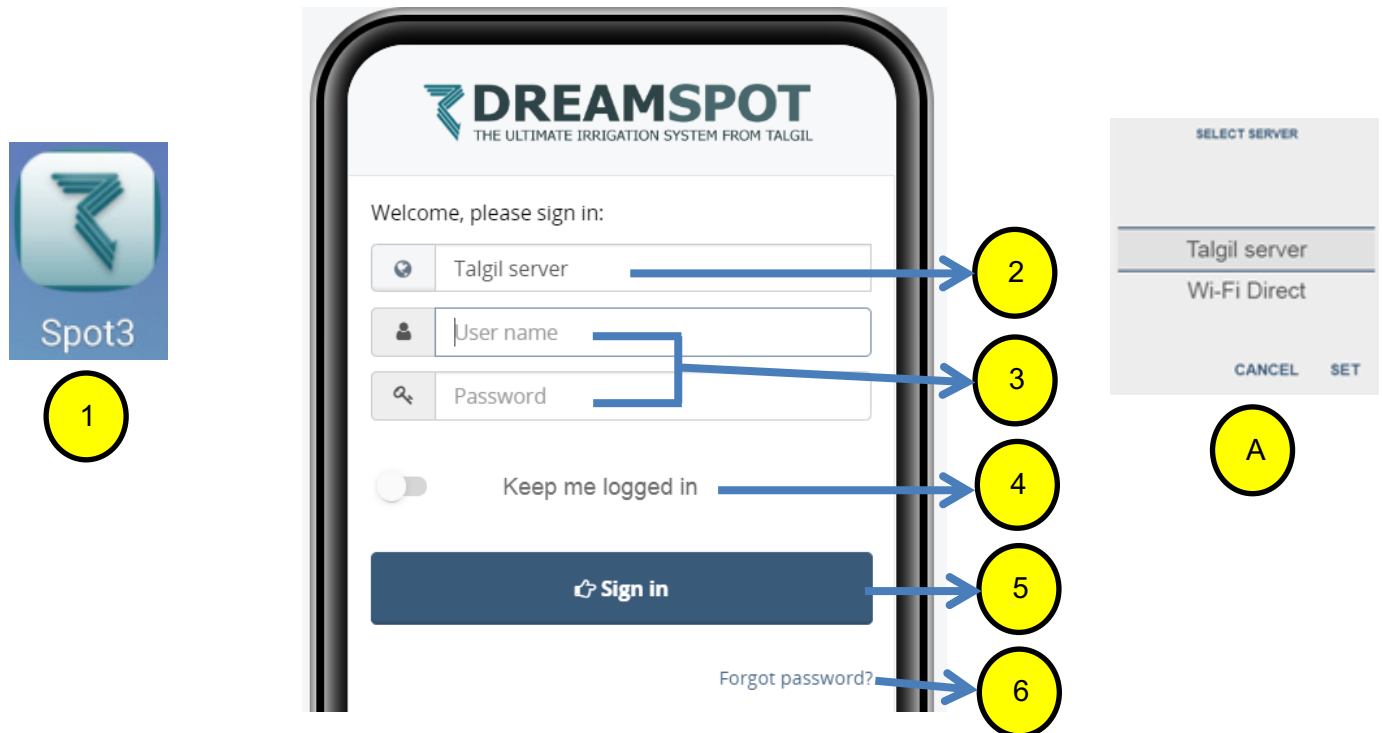 Spot3
1
DREAMSPOT
THE ULTIMATE IRRIGATION SYSTEM FROM TALGIL
Welcome, please sign in:
Talgil server
2
User name
3
Password
Keep me logged in
4
Sign in
5
Forgot password?
6
SELECT SERVER
Talgil server
Wi-Fi Direct
CANCEL SET
A